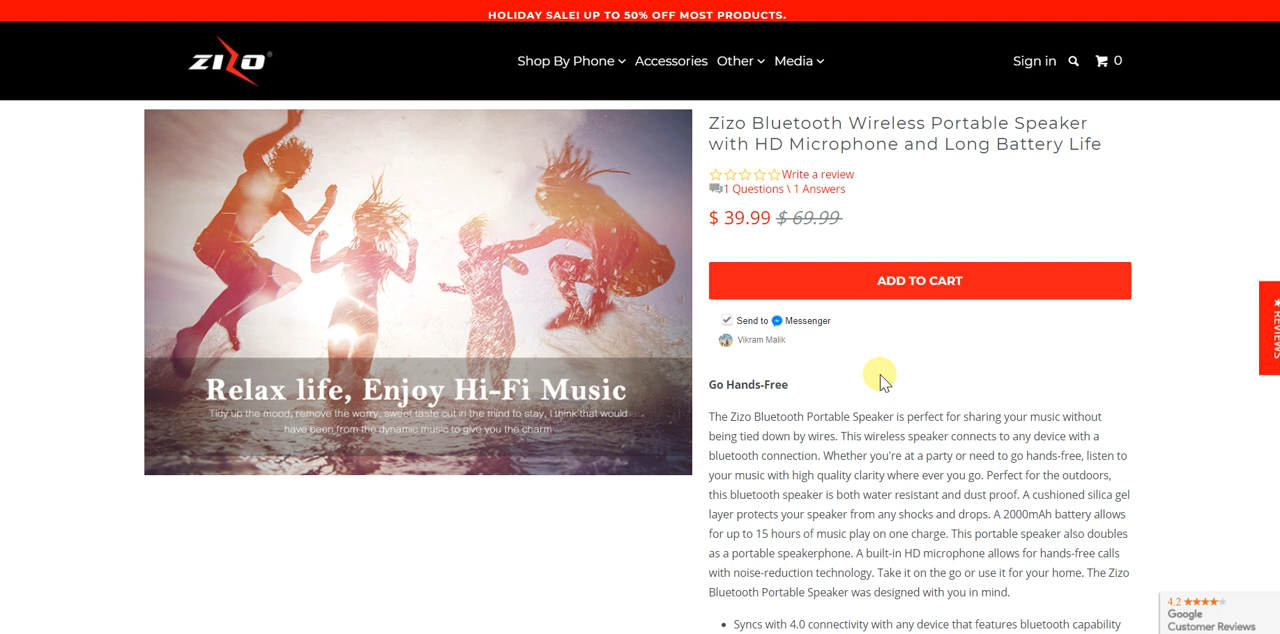 HOLIDAY SALE! UP TO 50% OFF MOST PRODUCTS.
ZIZO®
Shop By Phone Accessories Other Media Sign in 0
Zizo Bluetooth Wireless Portable Speaker
with HD Microphone and Long Battery Life
Write a review
1 Questions \ 1 Answers
$ 39.99 $ 69.99
ADD TO CART
Send to Messenger
Vikram Malik
Relax life, Enjoy Hi-Fi Music
Tidy up the mood, remove the worry, sweet taste cut in the mind to stay, I think that would
have been from the dynamic music to give you the charm
Go Hands-Free
The Zizo Bluetooth Portable Speaker is perfect for sharing your music without
being tied down by wires. This wireless speaker connects to any device with a
bluetooth connection. Whether you're at a party or need to go hands-free, listen to
your music with high quality clarity where ever you go. Perfect for the outdoors,
this bluetooth speaker is both water resistant and dust proof. A cushioned silica gel
layer protects your speaker from any shocks and drops. A 2000mAh battery allows
for up to 15 hours of music play on one charge. This portable speaker also doubles
as a portable speakerphone. A built-in HD microphone allows for hands-free calls
with noise-reduction technology. Take it on the go or use it for your home. The Zizo
Bluetooth Portable Speaker was designed with you in mind.
• Syncs with 4.0 connectivity with any device that features bluetooth capability
★ REVIEWS
4.2
Google
Customer Reviews